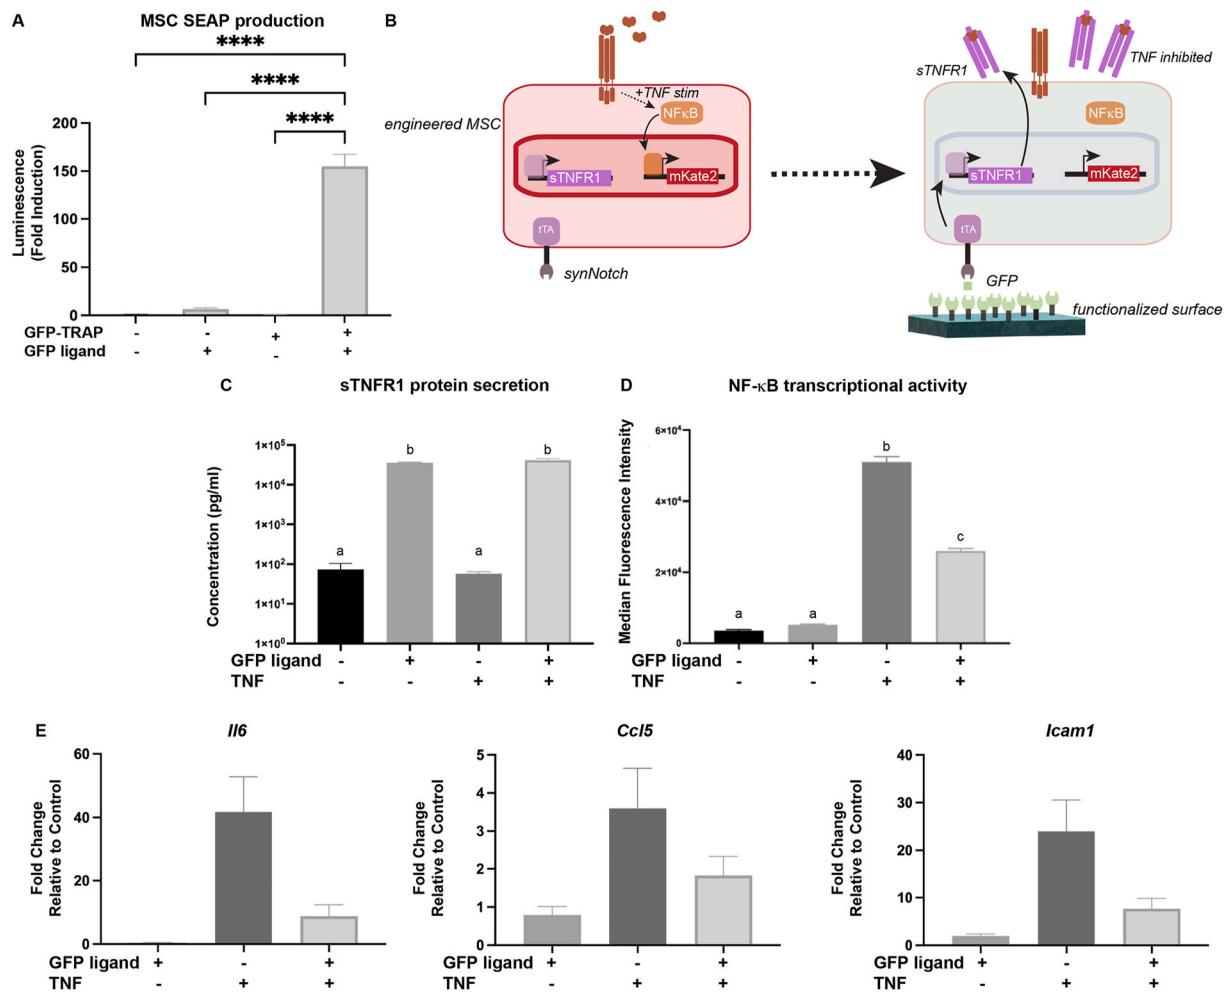 A
MSC SEAP production
****
****
****
Luminescence
(Fold Induction)
200
150
100
50
0
GFP-TRAP - - + +
GFP ligand - + - +
B
+TNF stim
NFκB
engineered MSC
sTNFR1
mKate2
tTA
synNotch
sTNFR1
TNF inhibited
NFκB
sTNFR1
mKate2
tTA
GFP
functionalized surface
C
sTNFR1 protein secretion
Concentration (pg/ml)
1×10⁵
1×10⁴
1×10³
1×10²
1×10¹
1×10⁰
a b a b
GFP ligand - + - +
TNF - - + +
D
NF-κB transcriptional activity
Median Fluorescence Intensity
6×10⁴
4×10⁴
2×10⁴
0
a a b c
GFP ligand - + - +
TNF - - + +
E
Il6
Fold Change
Relative to Control
60
40
20
0
GFP ligand + - +
TNF - + +
Ccl5
Fold Change
Relative to Control
5
4
3
2
1
0
GFP ligand + - +
TNF - + +
Icam1
Fold Change
Relative to Control
40
30
20
10
0
GFP ligand + - +
TNF - + +